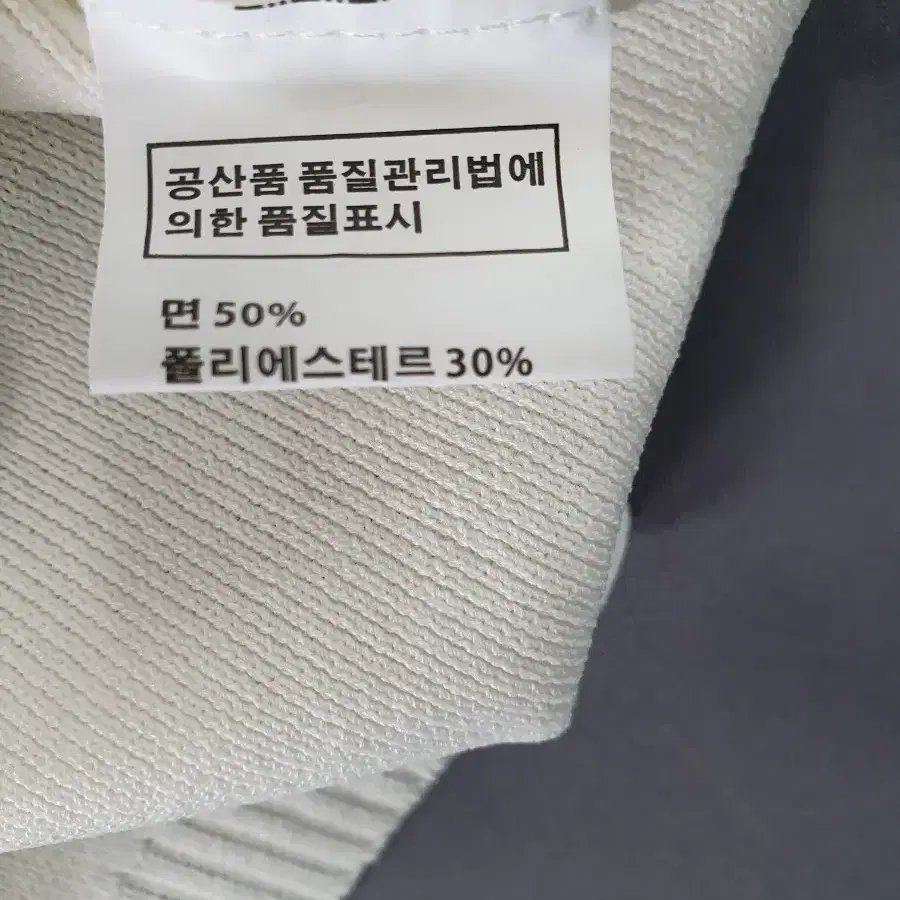 공산품 품질관리법에
의한 품질표시
면 50%
폴리에스테르 30%